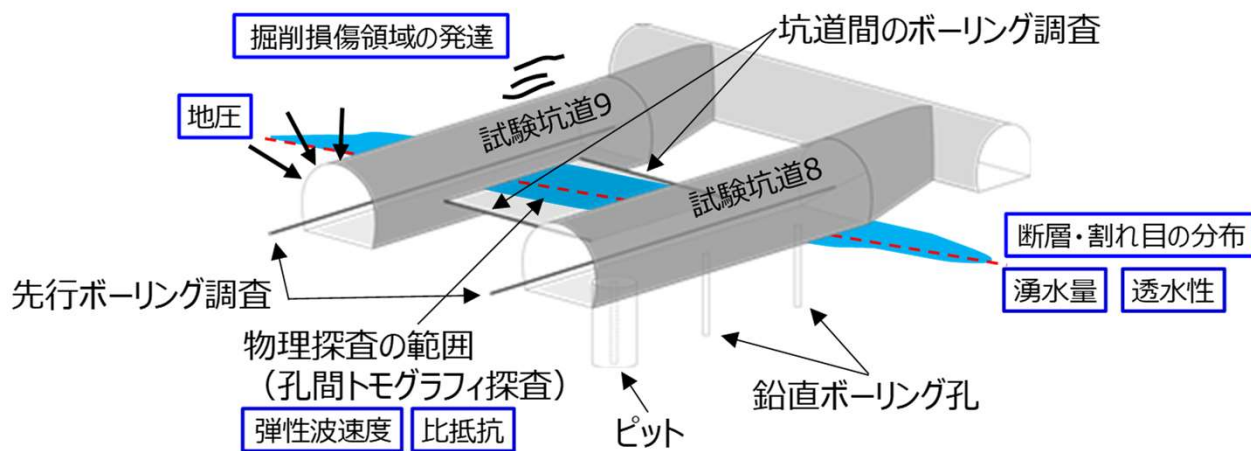 掘削損傷領域の発達
坑道間のボーリング調査
地圧
試験坑道9
試験坑道8
断層・割れ目の分布
湧水量
透水性
先行ボーリング調査
物理探査の範囲
（孔間トモグラフィ探査）
弾性波速度
比抵抗
ピット
鉛直ボーリング孔